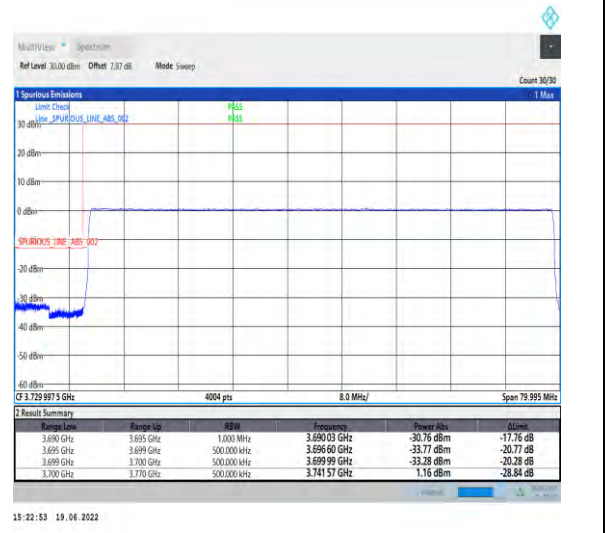 MultiView Spectrum
Ref Level 30.00 dBm Offset 7.87 dB Mode Sweep
Count 30/30
1 Spurious Emissions 1 Max
Limit Check PASS
Line _SPURIOUS_LINE_ABS_002 PASS
30 dBm
20 dBm
10 dBm
0 dBm
SPURIOUS_LINE_ABS_002
-20 dBm
-30 dBm
-40 dBm
-50 dBm
-60 dBm
CF 3.729 997 5 GHz 4004 pts 8.0 MHz/ Span 79.995 MHz
2 Result Summary
Range Low Range Up RBW Frequency Power Abs ΔLimit
3.690 GHz 3.695 GHz 1.000 MHz 3.690 03 GHz -30.76 dBm -17.76 dB
3.695 GHz 3.699 GHz 500.000 kHz 3.696 60 GHz -33.77 dBm -20.77 dB
3.699 GHz 3.700 GHz 500.000 kHz 3.699 99 GHz -33.28 dBm -20.28 dB
3.700 GHz 3.770 GHz 500.000 kHz 3.741 57 GHz 1.16 dBm -28.84 dB
15:22:53 19.06.2022